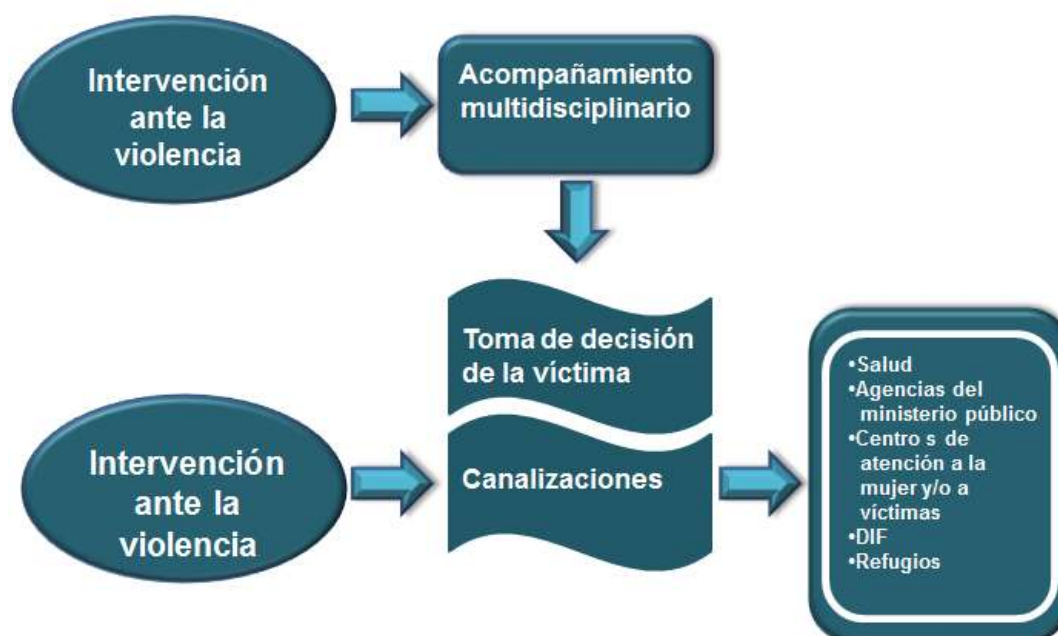 Intervención
ante la
violencia
Acompañamiento
multidisciplinario
Toma de decisión
de la víctima
Intervención
ante la
violencia
Canalizaciones
•Salud
•Agencias del
ministerio público
•Centro s de
atención a la
mujer y/o a
víctimas
•DIF
•Refugios